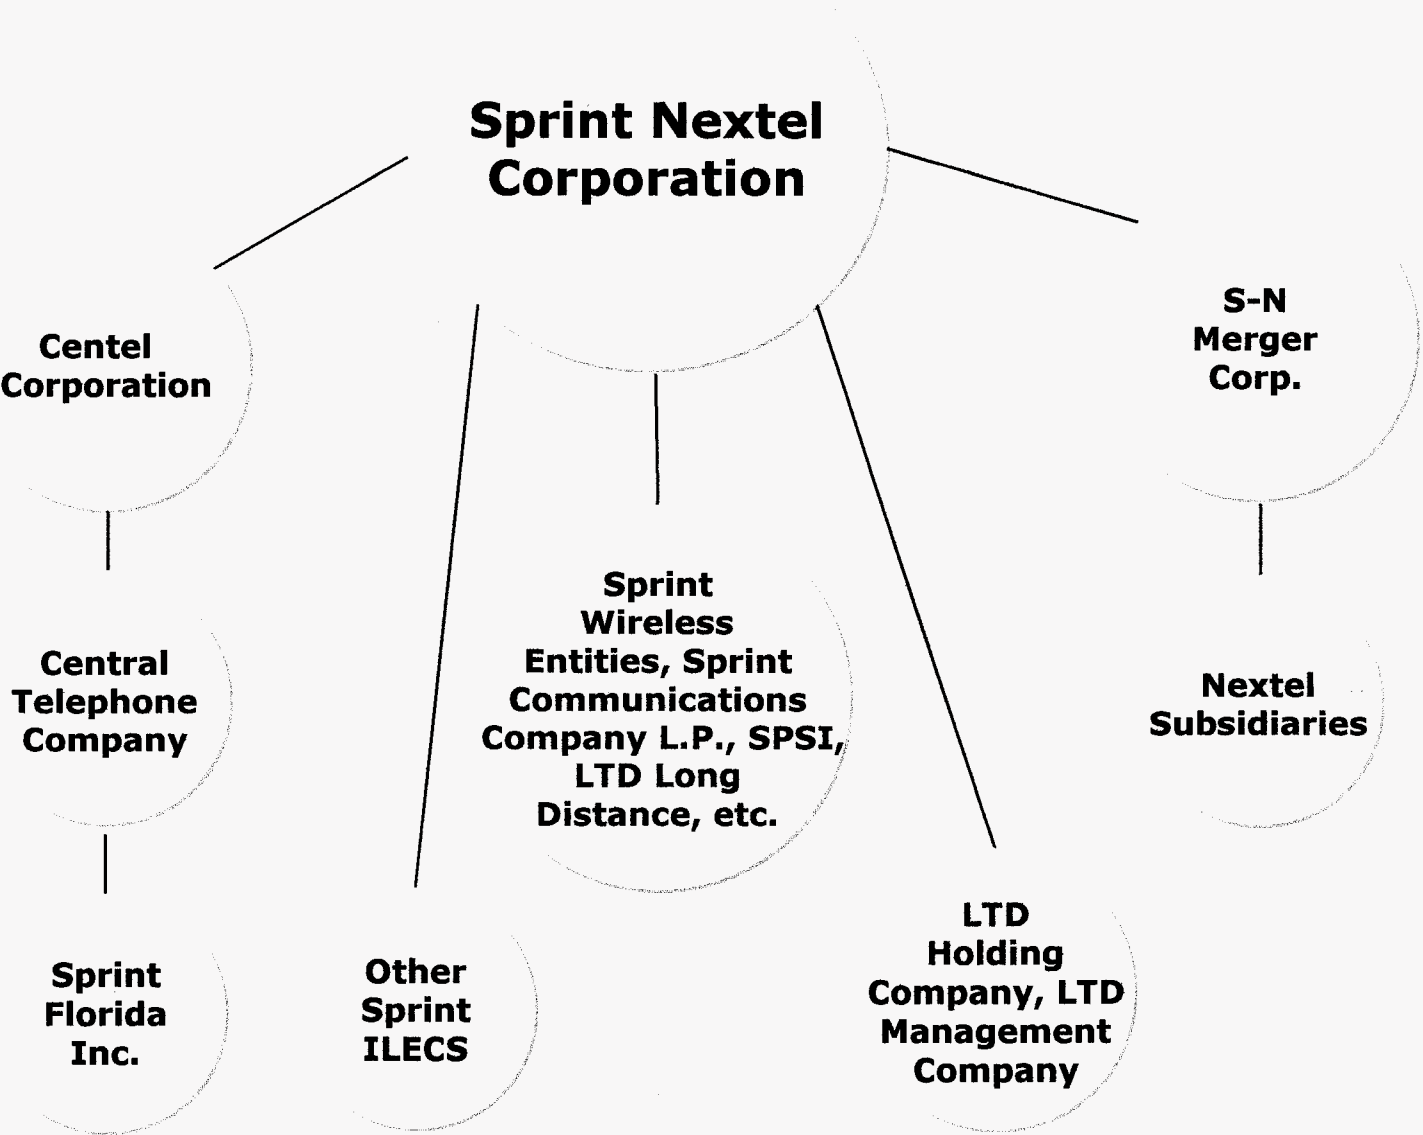 Sprint Nextel
Corporation
Centel
Corporation
S-N
Merger
Corp.
Central
Telephone
Company
Sprint
Wireless
Entities, Sprint
Communications
Company L.P., SPSI,
LTD Long
Distance, etc.
Nextel
Subsidiaries
Sprint
Florida
Inc.
Other
Sprint
ILECS
LTD
Holding
Company, LTD
Management
Company